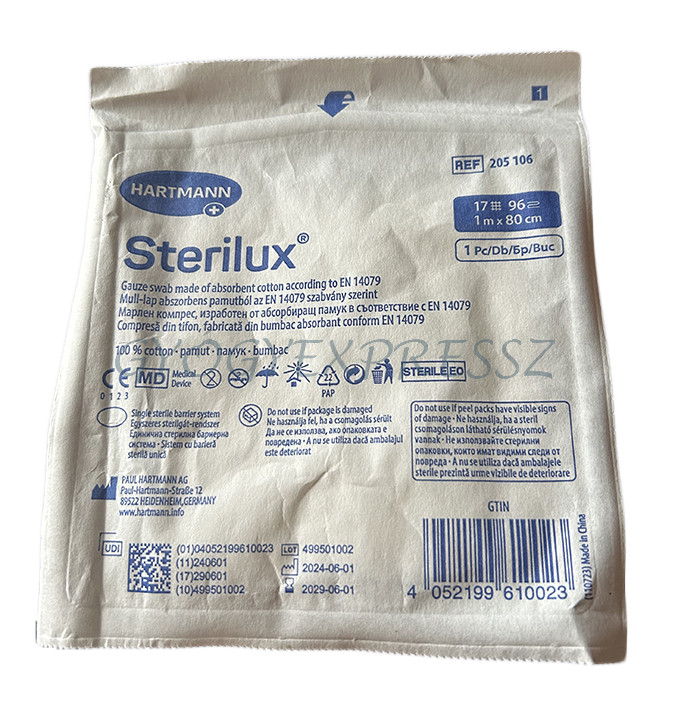 1
REF 205 106
HARTMANN
17 96
1 m x 80 cm
Sterilux®
1 Pc/Db/Бр/Buc
Gauze swab made of absorbent cotton according to EN 14079
Mull-lap abszorbens pamutból az EN 14079 szabvány szerint
Марлен компрес, изработен от абсорбиращ памук в съответствие с EN 14079
Compresă din tifon, fabricată din bumbac absorbant conform EN 14079
100 % cotton • pamut • памук • bumbac
GYOGYEXPRESSZ
CE MD Medical
Device
0 1 2 3
22
PAP
STERILE EO
Single sterile barrier system
Egyszeres sterilgát-rendszer
Единична стерилна бариерна
система • Sistem cu barieră
sterilă unică
Do not use if package is damaged
Ne használja fel, ha a csomagolás sérült
Да не се използва, ако опаковката е
повредена • A nu se utiliza dacă ambalajul
este deteriorat
Do not use if peel packs have visible signs
of damage • Ne használja, ha a steril
csomagoláson látható sérülésnyomok
vannak • Не използвайте стерилни
опаковки, които имат видими следи от
повреда • A nu se utiliza dacă ambalajele
sterile prezintă urme vizibile de deteriorare
PAUL HARTMANN AG
Paul-Hartmann-Straße 12
89522 HEIDENHEIM, GERMANY
www.hartmann.info
GTIN
UDI
(01)04052199610023
(11)240601
(17)290601
(10)499501002
LOT 499501002
2024-06-01
2029-06-01
4 052199 610023
(110723) Made in China